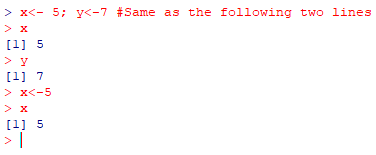 > x<- 5; y<-7 #Same as the following two lines
> x
[1] 5
> y
[1] 7
> x<-5
> x
[1] 5
>